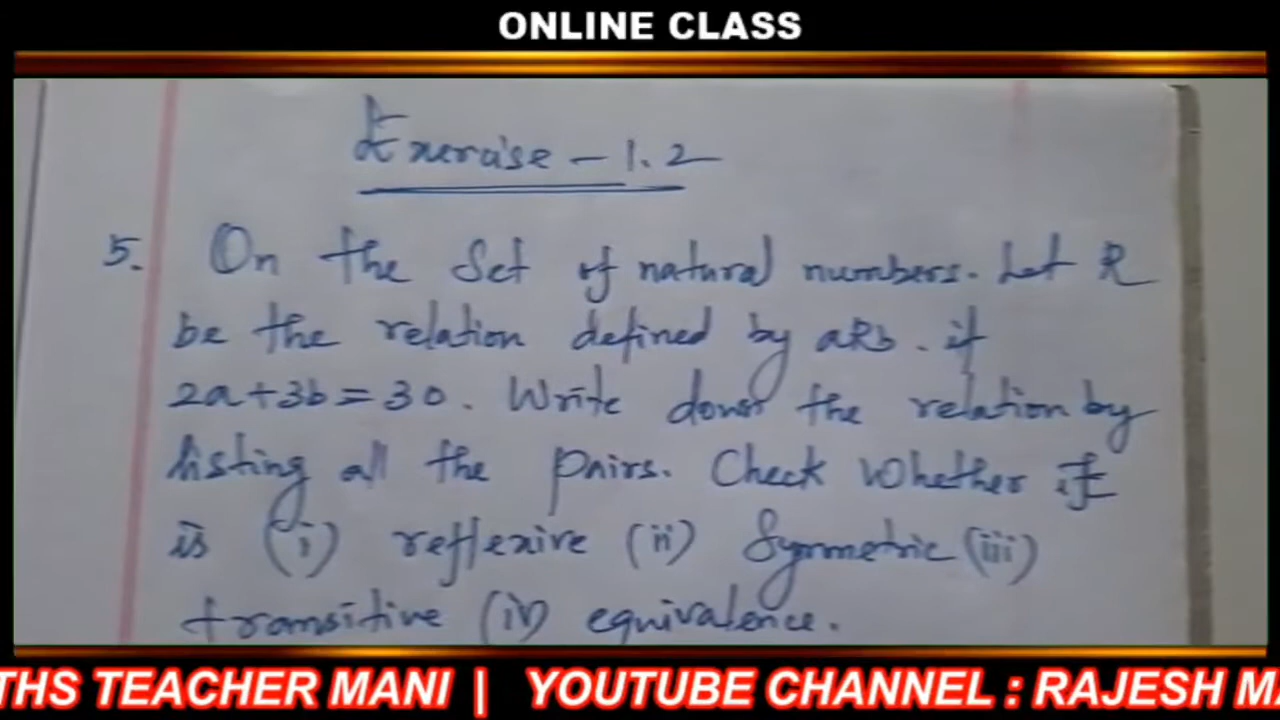 ONLINE CLASS
Exercise - 1.2
5. On the Set of natural numbers. Let R
be the relation defined by aRb. if
2a+3b=30. Write down the relation by
listing all the pairs. Check whether it
is (i) reflexive (ii) Symmetric (iii)
transitive (iv) equivalence.
THS TEACHER MANI | YOUTUBE CHANNEL : RAJESH MA